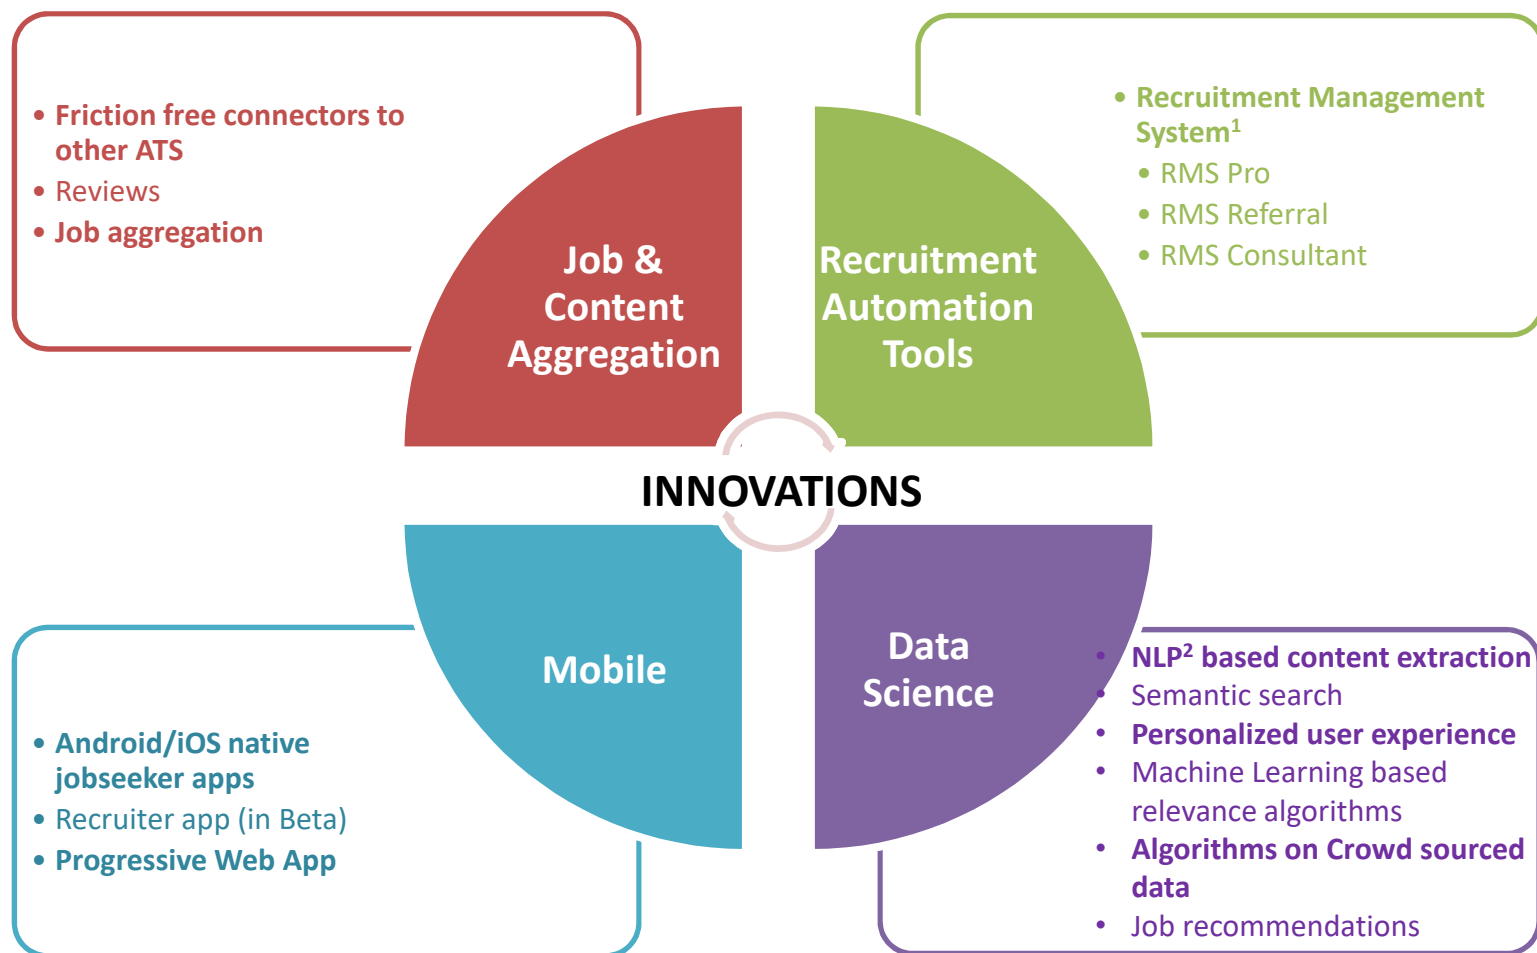 • Friction free connectors to
other ATS
• Reviews
• Job aggregation
• Recruitment Management
System¹
• RMS Pro
• RMS Referral
• RMS Consultant
Job &
Content
Aggregation
Recruitment
Automation
Tools
INNOVATIONS
Mobile
Data
Science
• Android/iOS native
jobseeker apps
• Recruiter app (in Beta)
• Progressive Web App
• NLP² based content extraction
• Semantic search
• Personalized user experience
• Machine Learning based
relevance algorithms
• Algorithms on Crowd sourced
data
• Job recommendations